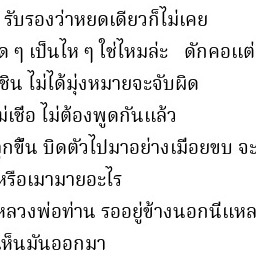 รับรองว่าหยดเดียวก็ไม่เคย
ๆ เป็นไห ๆ ใช่ไหมล่ะ ดักคอแต่
ชิน ไม่ได้มุ่งหมายจะจับผิด
เชื่อ ไม่ต้องพูดกันแล้ว
ขึ้น บิดตัวไปมาอย่างเมื่อยขบ จะ
หรือเมามายอะไร
หลวงพ่อท่าน รออยู่ข้างนอกนี่แหล
เห็นมันออกมา